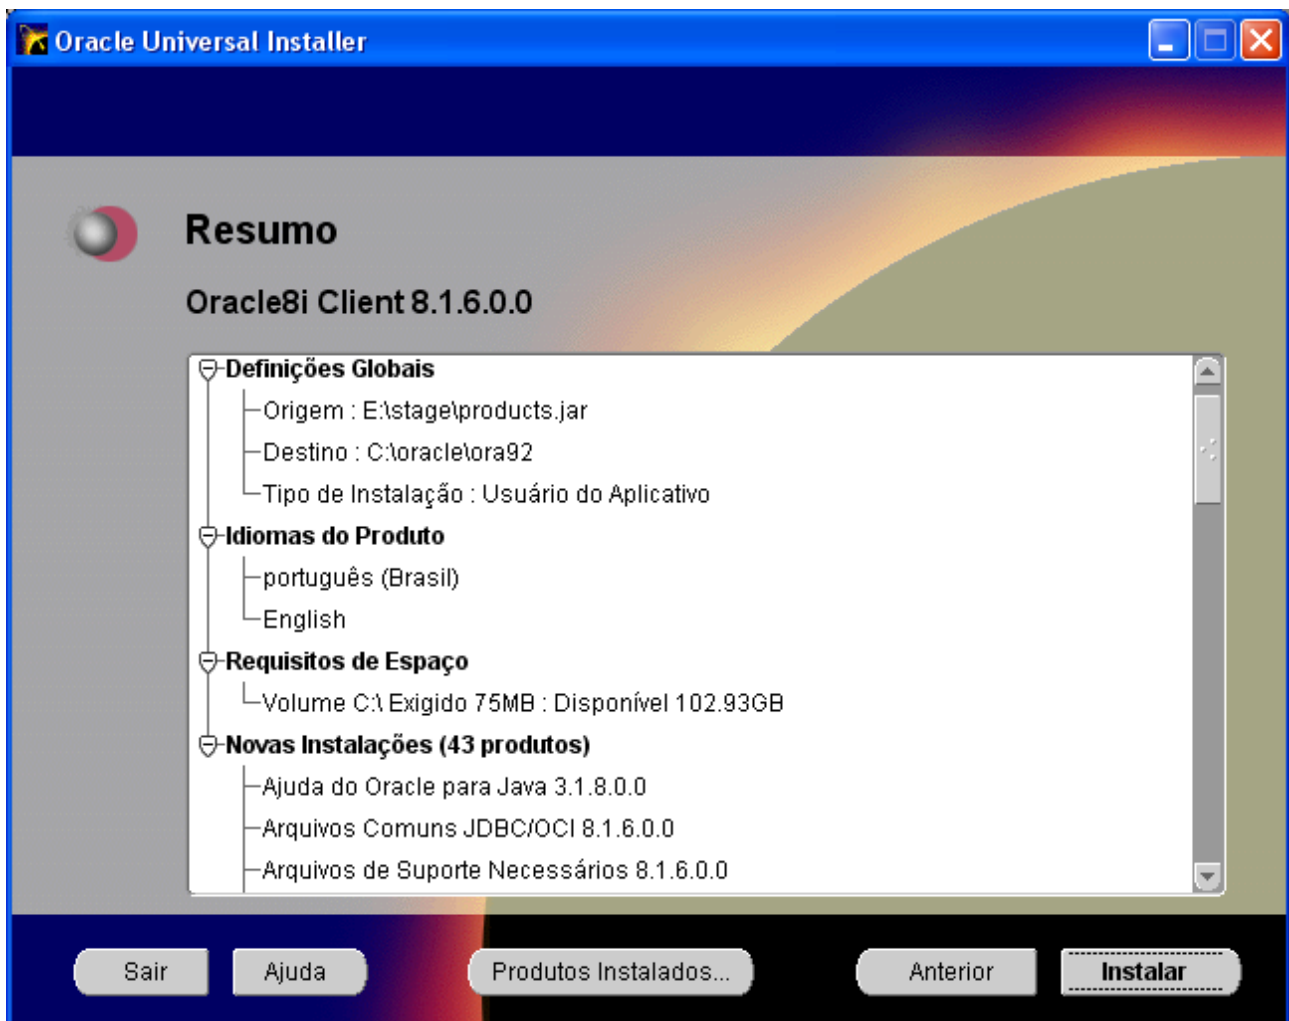 Oracle Universal Installer
Resumo
Oracle8i Client 8.1.6.0.0
Definições Globais
Origem : E:\stage\products.jar
Destino : C:\oracle\ora92
Tipo de Instalação : Usuário do Aplicativo
Idiomas do Produto
português (Brasil)
English
Requisitos de Espaço
Volume C:\ Exigido 75MB : Disponível 102.93GB
Novas Instalações (43 produtos)
Ajuda do Oracle para Java 3.1.8.0.0
Arquivos Comuns JDBC/OCI 8.1.6.0.0
Arquivos de Suporte Necessários 8.1.6.0.0
Sair Ajuda Produtos Instalados... Anterior Instalar